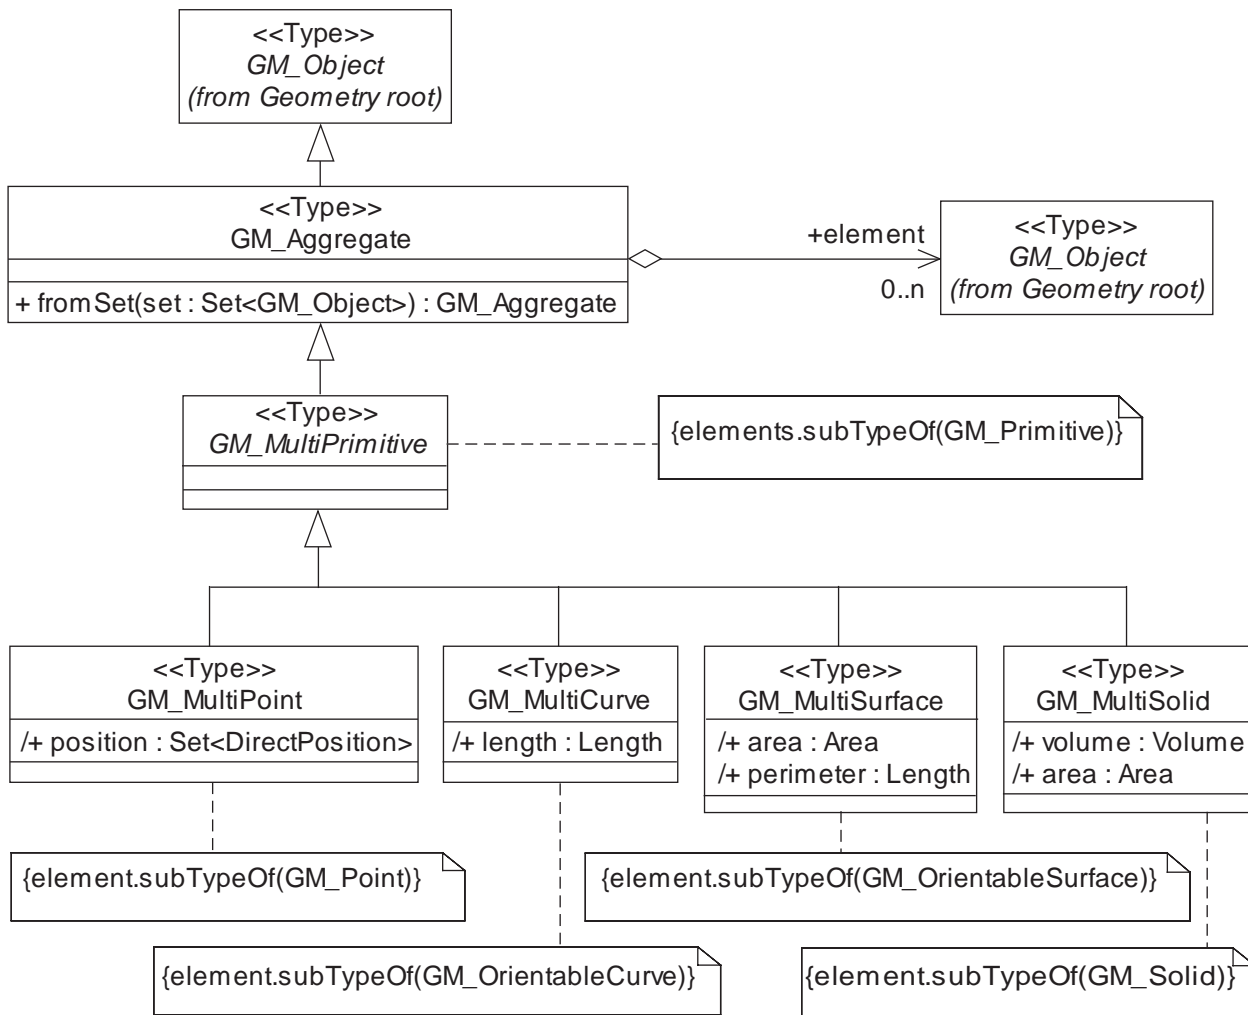 <<Type>>
GM_Object
(from Geometry root)
<<Type>>
GM_Aggregate
+ fromSet(set : Set<GM_Object>) : GM_Aggregate
+element
0..n
<<Type>>
GM_Object
(from Geometry root)
<<Type>>
GM_MultiPrimitive
{elements.subTypeOf(GM_Primitive)}
<<Type>>
GM_MultiPoint
/+ position : Set<DirectPosition>
<<Type>>
GM_MultiCurve
/+ length : Length
<<Type>>
GM_MultiSurface
/+ area : Area
/+ perimeter : Length
<<Type>>
GM_MultiSolid
/+ volume : Volume
/+ area : Area
{element.subTypeOf(GM_Point)}
{element.subTypeOf(GM_OrientableSurface)}
{element.subTypeOf(GM_OrientableCurve)}
{element.subTypeOf(GM_Solid)}